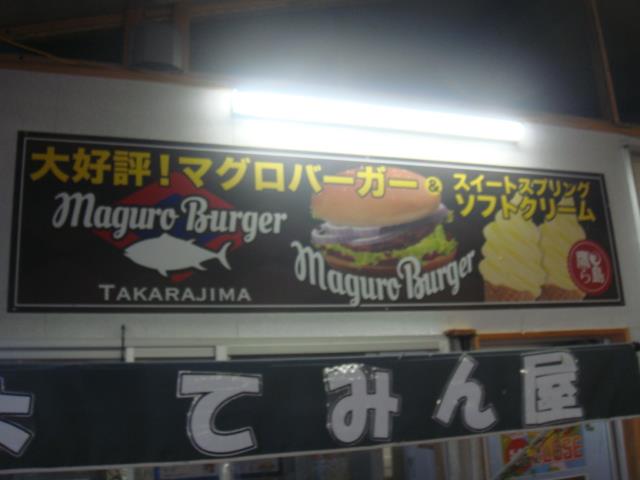 大好評!マグロバーガー &
スイートスプリング
ソフトクリーム
Maguro Burger
TAKARAJIMA
Maguro Burger
てみん屋
CLOSE